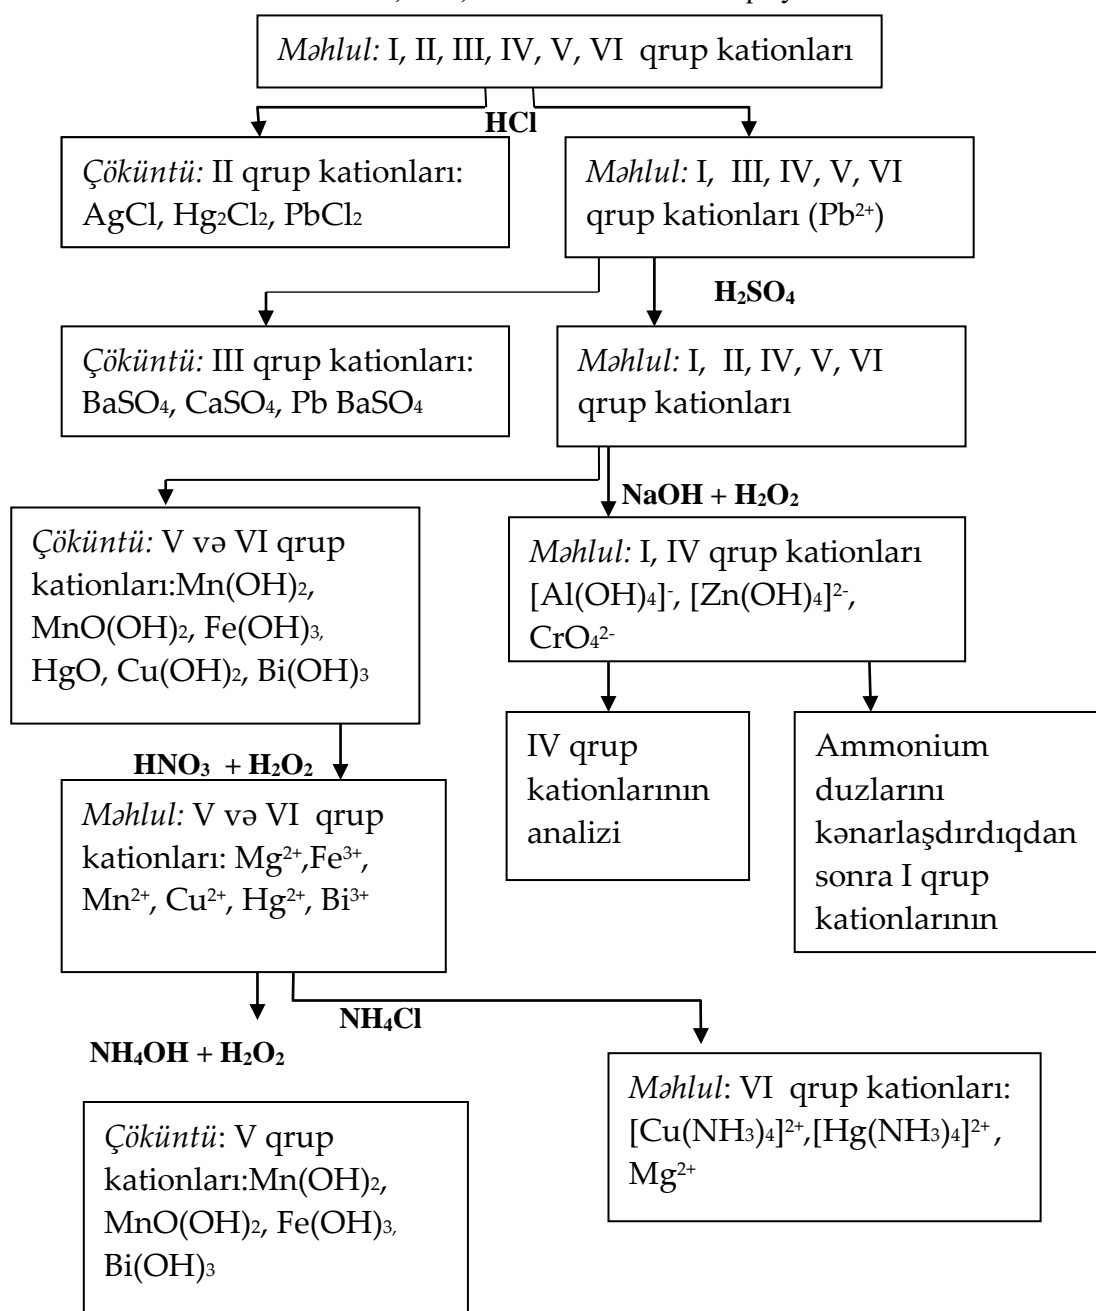 Məhlul: I, II, III, IV, V, VI qrup kationları
HCl
Çöküntü: II qrup kationları:
AgCl, Hg₂Cl₂, PbCl₂
Məhlul: I, III, IV, V, VI
qrup kationları (Pb²⁺)
H₂SO₄
Çöküntü: III qrup kationları:
BaSO₄, CaSO₄, Pb BaSO₄
Məhlul: I, II, IV, V, VI
qrup kationları
NaOH + H₂O₂
Çöküntü: V və VI qrup
kationları:Mn(OH)₂,
MnO(OH)₂, Fe(OH)₃,
HgO, Cu(OH)₂, Bi(OH)₃
Məhlul: I, IV qrup kationları
[Al(OH)₄]⁻, [Zn(OH)₄]²⁻,
CrO₄²⁻
HNO₃ + H₂O₂
IV qrup
kationlarının
analizi
Ammonium
duzlarını
kənarlaşdırdıqdan
sonra I qrup
kationlarının
Məhlul: V və VI qrup
kationları: Mg²⁺,Fe³⁺,
Mn²⁺, Cu²⁺, Hg²⁺, Bi³⁺
NH₄Cl
NH₄OH + H₂O₂
Məhlul: VI qrup kationları:
[Cu(NH₃)₄]²⁺,[Hg(NH₃)₄]²⁺ ,
Mg²⁺
Çöküntü: V qrup
kationları:Mn(OH)₂,
MnO(OH)₂, Fe(OH)₃,
Bi(OH)₃